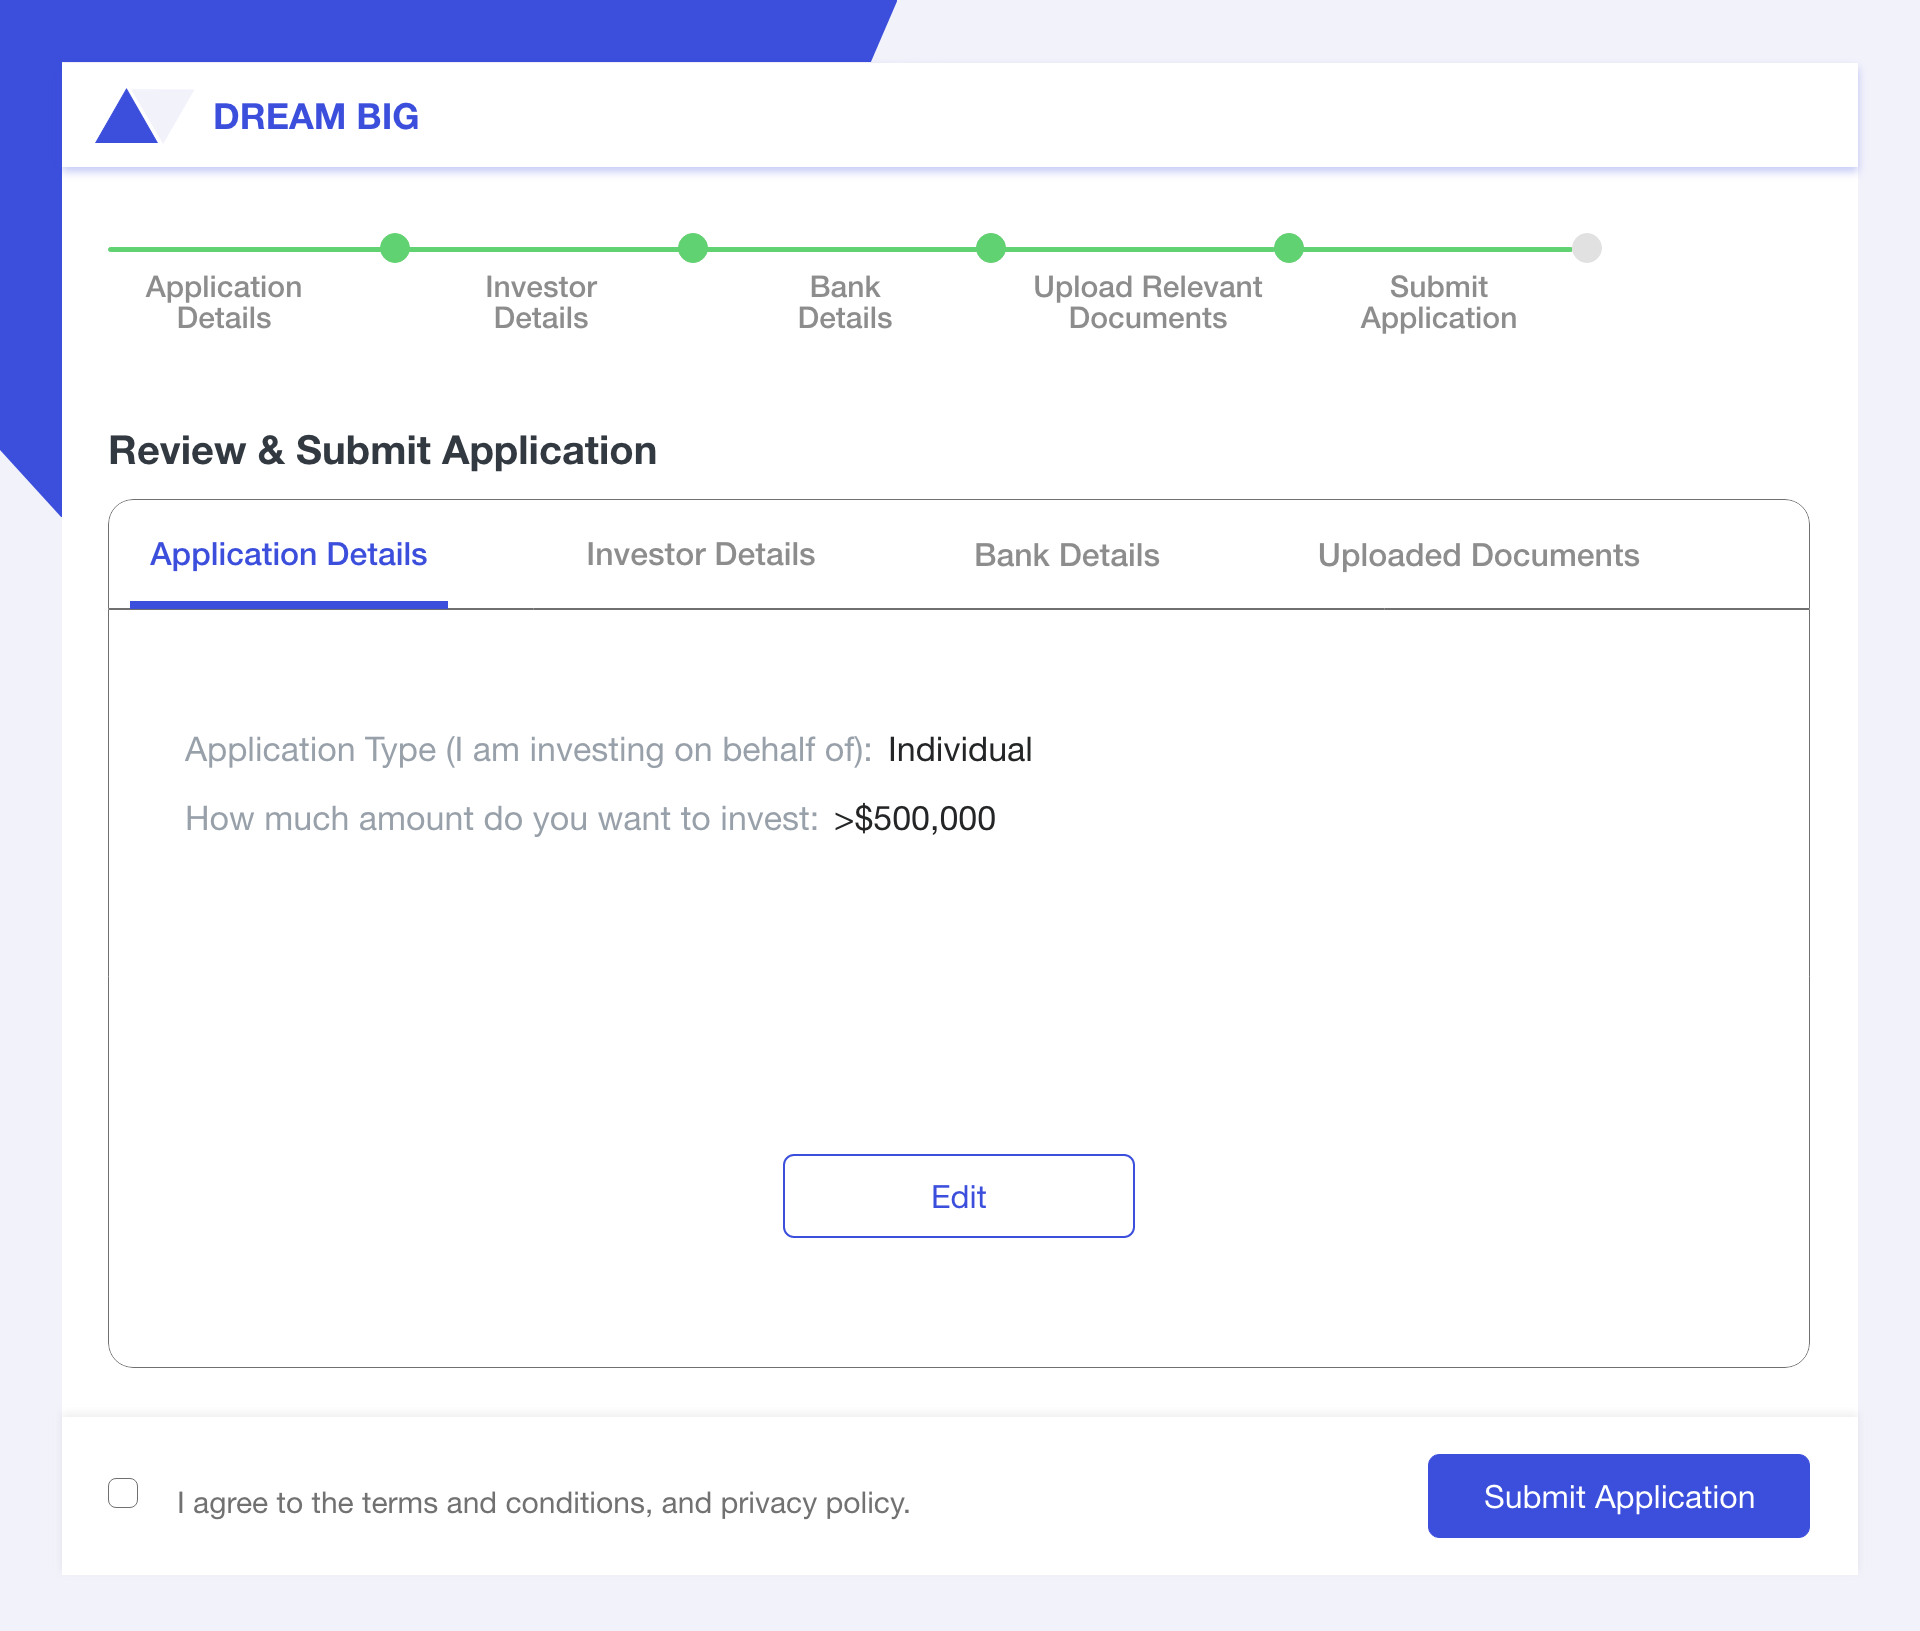 DREAM BIG
Application
Details
Investor
Details
Bank
Details
Upload Relevant
Documents
Submit
Application
Review & Submit Application
Application Details
Investor Details
Bank Details
Uploaded Documents
Application Type (I am investing on behalf of): Individual
How much amount do you want to invest: >$500,000
Edit
I agree to the terms and conditions, and privacy policy.
Submit Application